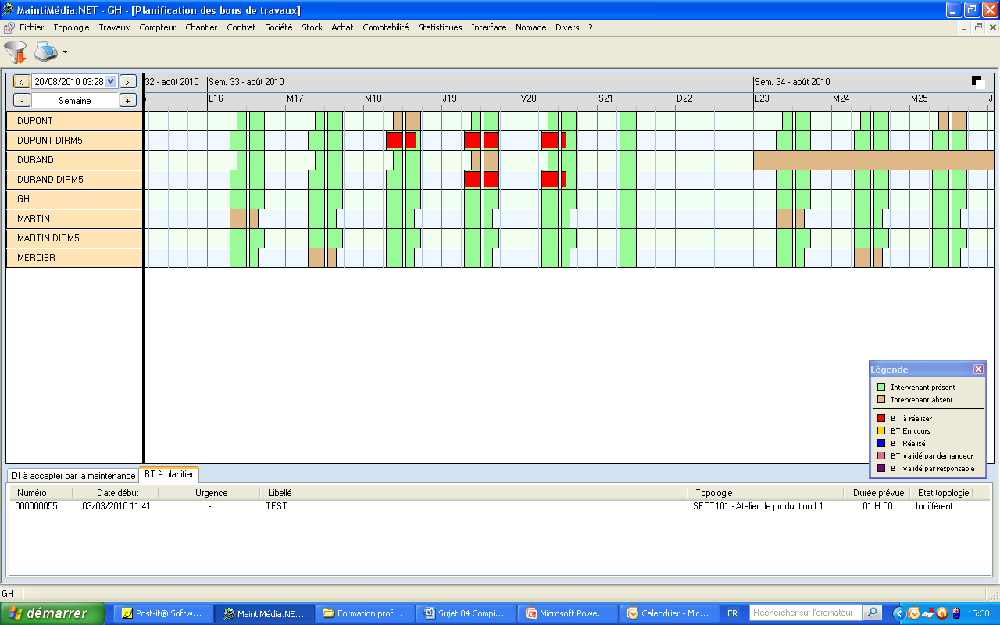 MaintiMédia.NET - GH - [Planification des bons de travaux]
Fichier Topologie Travaux Compteur Chantier Contrat Société Stock Achat Comptabilité Statistiques Interface Nomade Divers ?
< 20/08/2010 03:28 > 32 - août 2010 Sem. 33 - août 2010 Sem. 34 - août 2010
- Semaine + L16 M17 M18 J19 V20 S21 D22 L23 M24 M25 J
DUPONT
DUPONT DIRM5
DURAND
DURAND DIRM5
GH
MARTIN
MARTIN DIRM5
MERCIER
Légende
Intervenant présent
Intervenant absent
BT à réaliser
BT En cours
BT Réalisé
BT validé par demandeur
BT validé par responsable
DI à accepter par la maintenance BT à planifier
Numéro Date début Urgence Libellé Topologie Durée prévue Etat topologie
000000055 03/03/2010 11:41 - TEST SECT101 - Atelier de production L1 01 H 00 Indifférent
GH
démarrer Post-it® Softw... MaintiMédia.NE... Formation prof... Sujet 04 Compi... Microsoft Powe... Calendrier - Mic... FR Rechercher sur l'ordinateur 15:38